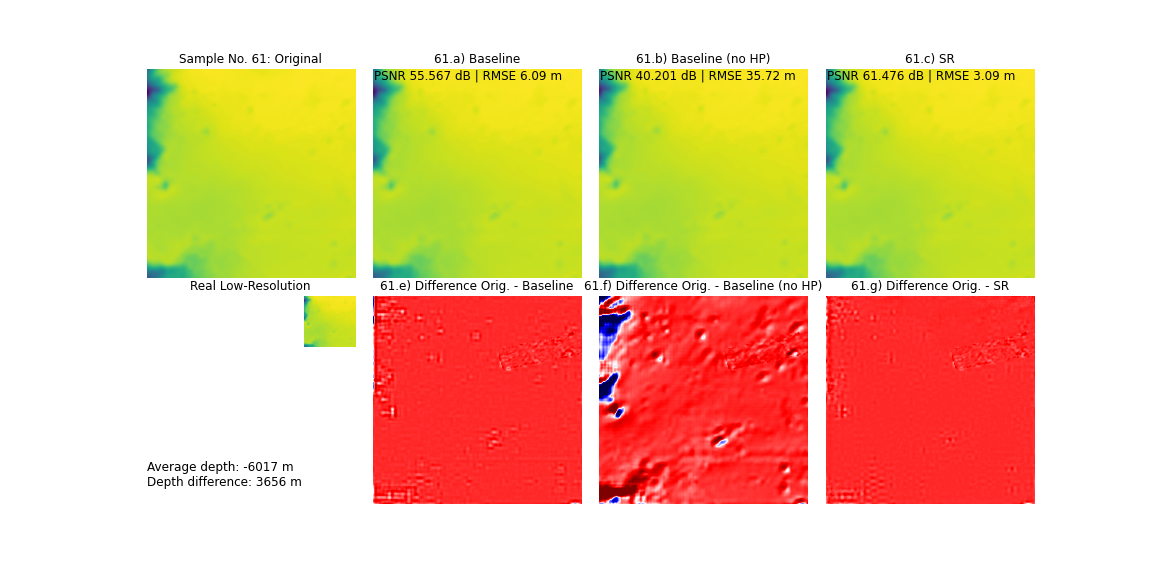 Sample No. 61: Original
61.a) Baseline
61.b) Baseline (no HP)
61.c) SR
PSNR 55.567 dB | RMSE 6.09 m
PSNR 40.201 dB | RMSE 35.72 m
PSNR 61.476 dB | RMSE 3.09 m
Real Low-Resolution
61.e) Difference Orig. - Baseline
61.f) Difference Orig. - Baseline (no HP)
61.g) Difference Orig. - SR
Average depth: -6017 m
Depth difference: 3656 m